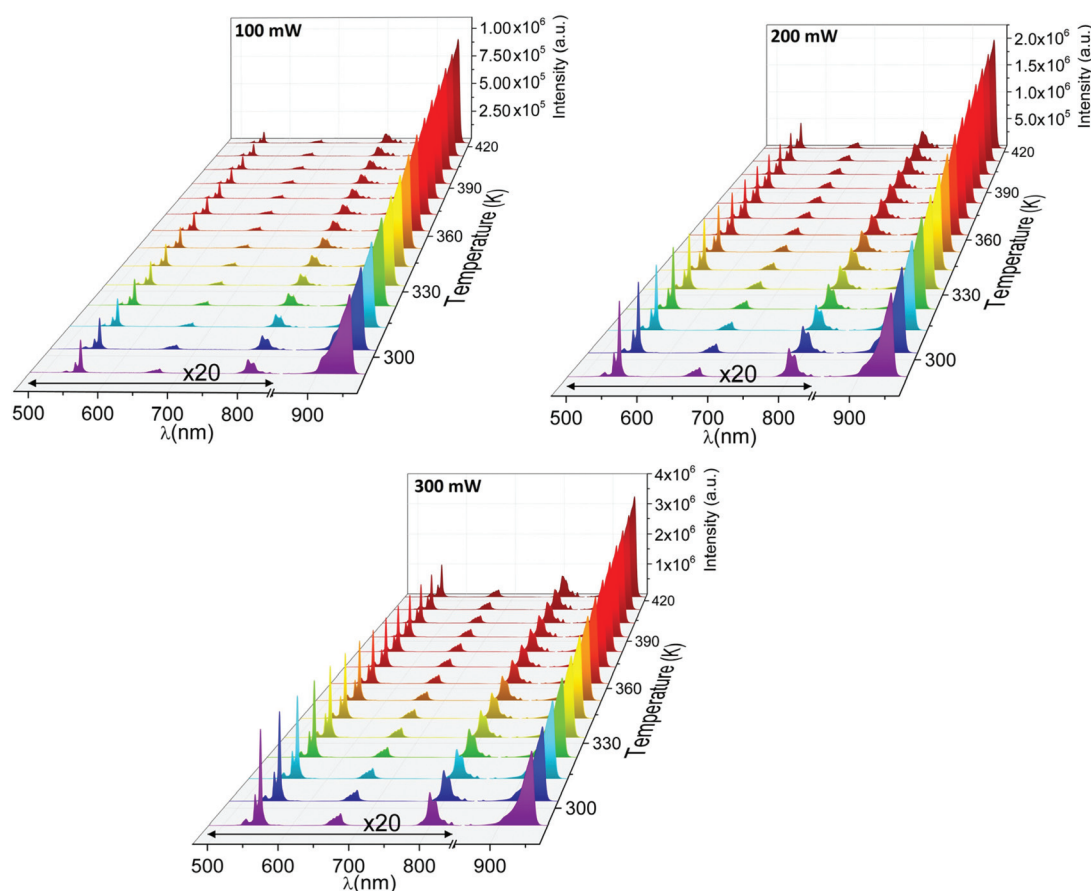 100 mW
1.00x10⁶
7.50x10⁵
5.00x10⁵
2.50x10⁵
Intensity (a.u.)
420
390
360
330
300
Temperature (K)
x20
500 600 700 800 900
λ(nm)
200 mW
2.0x10⁶
1.5x10⁶
1.0x10⁶
5.0x10⁵
Intensity (a.u.)
420
390
360
330
300
Temperature (K)
x20
500 600 700 800 900
λ(nm)
300 mW
4x10⁶
3x10⁶
2x10⁶
1x10⁶
Intensity (a.u.)
420
390
360
330
300
Temperature (K)
x20
500 600 700 800 900
λ(nm)